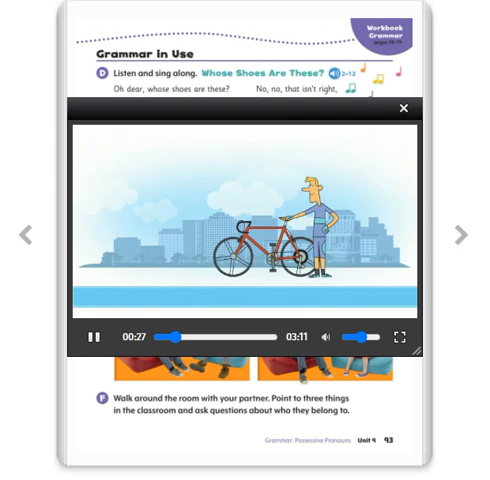 Workbook
Grammar
pages 78–79
Grammar in Use
D Listen and sing along. Whose Shoes Are These? 2-12
Oh dear, whose shoes are these? No, no, that isn't right,
00:27 03:11
F Walk around the room with your partner. Point to three things
in the classroom and ask questions about who they belong to.
Grammar: Possessive Pronouns Unit 9 93